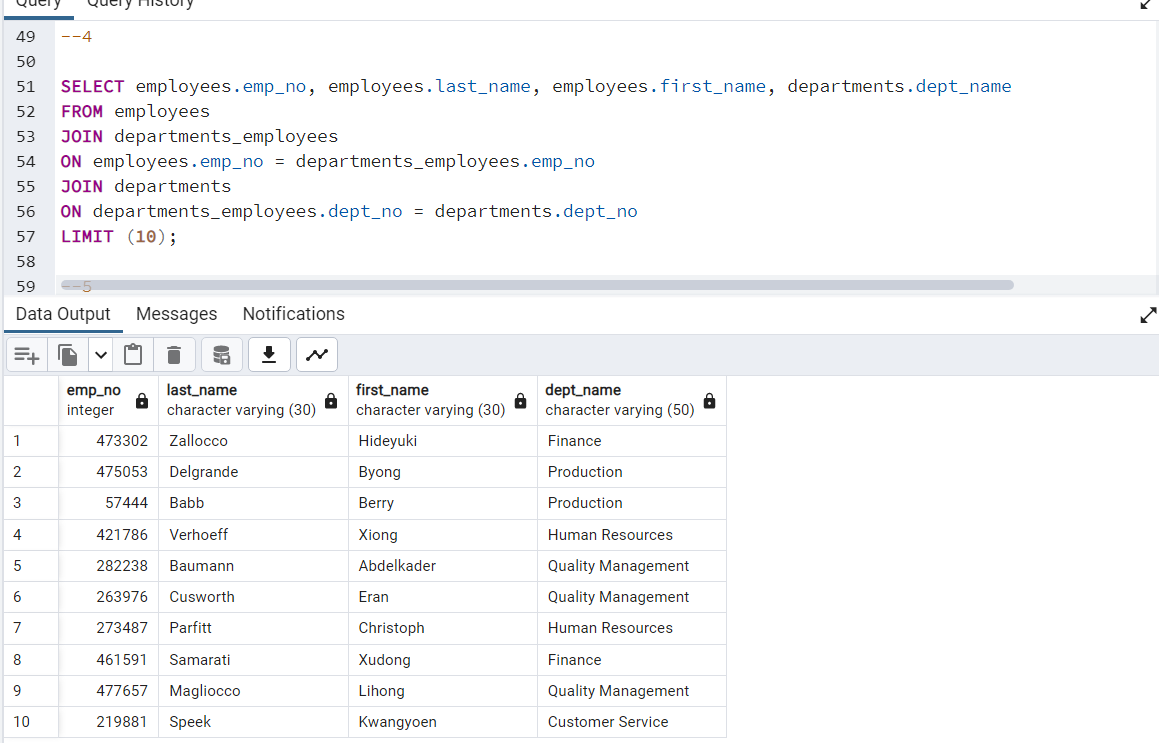 Query Query History
49 --4
50
51 SELECT employees.emp_no, employees.last_name, employees.first_name, departments.dept_name
52 FROM employees
53 JOIN departments_employees
54 ON employees.emp_no = departments_employees.emp_no
55 JOIN departments
56 ON departments_employees.dept_no = departments.dept_no
57 LIMIT (10);
58
59 --5
Data Output Messages Notifications
emp_no last_name first_name dept_name
integer character varying (30) character varying (30) character varying (50)
1 473302 Zallocco Hideyuki Finance
2 475053 Delgrande Byong Production
3 57444 Babb Berry Production
4 421786 Verhoeff Xiong Human Resources
5 282238 Baumann Abdelkader Quality Management
6 263976 Cusworth Eran Quality Management
7 273487 Parfitt Christoph Human Resources
8 461591 Samarati Xudong Finance
9 477657 Magliocco Lihong Quality Management
10 219881 Speek Kwangyoen Customer Service